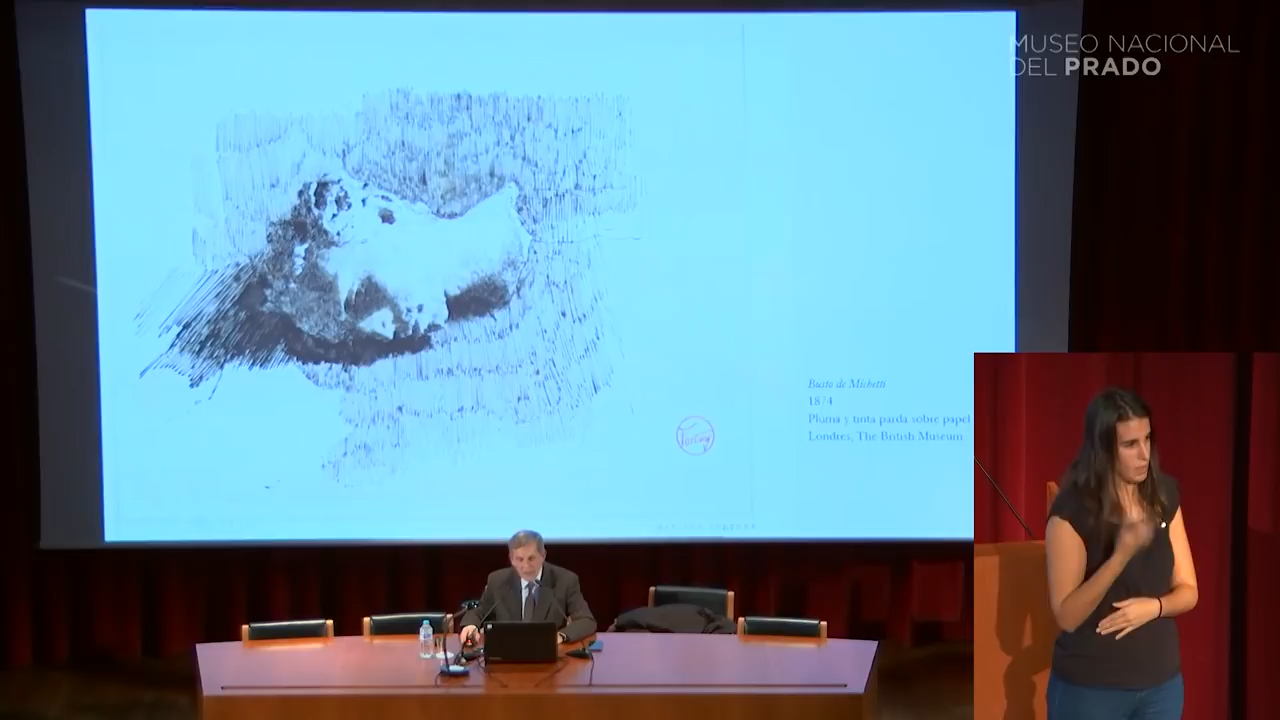 MUSEO NACIONAL
DEL PRADO
Busto de Michetti
1874
Pluma y tinta parda sobre papel
Londres, The British Museum